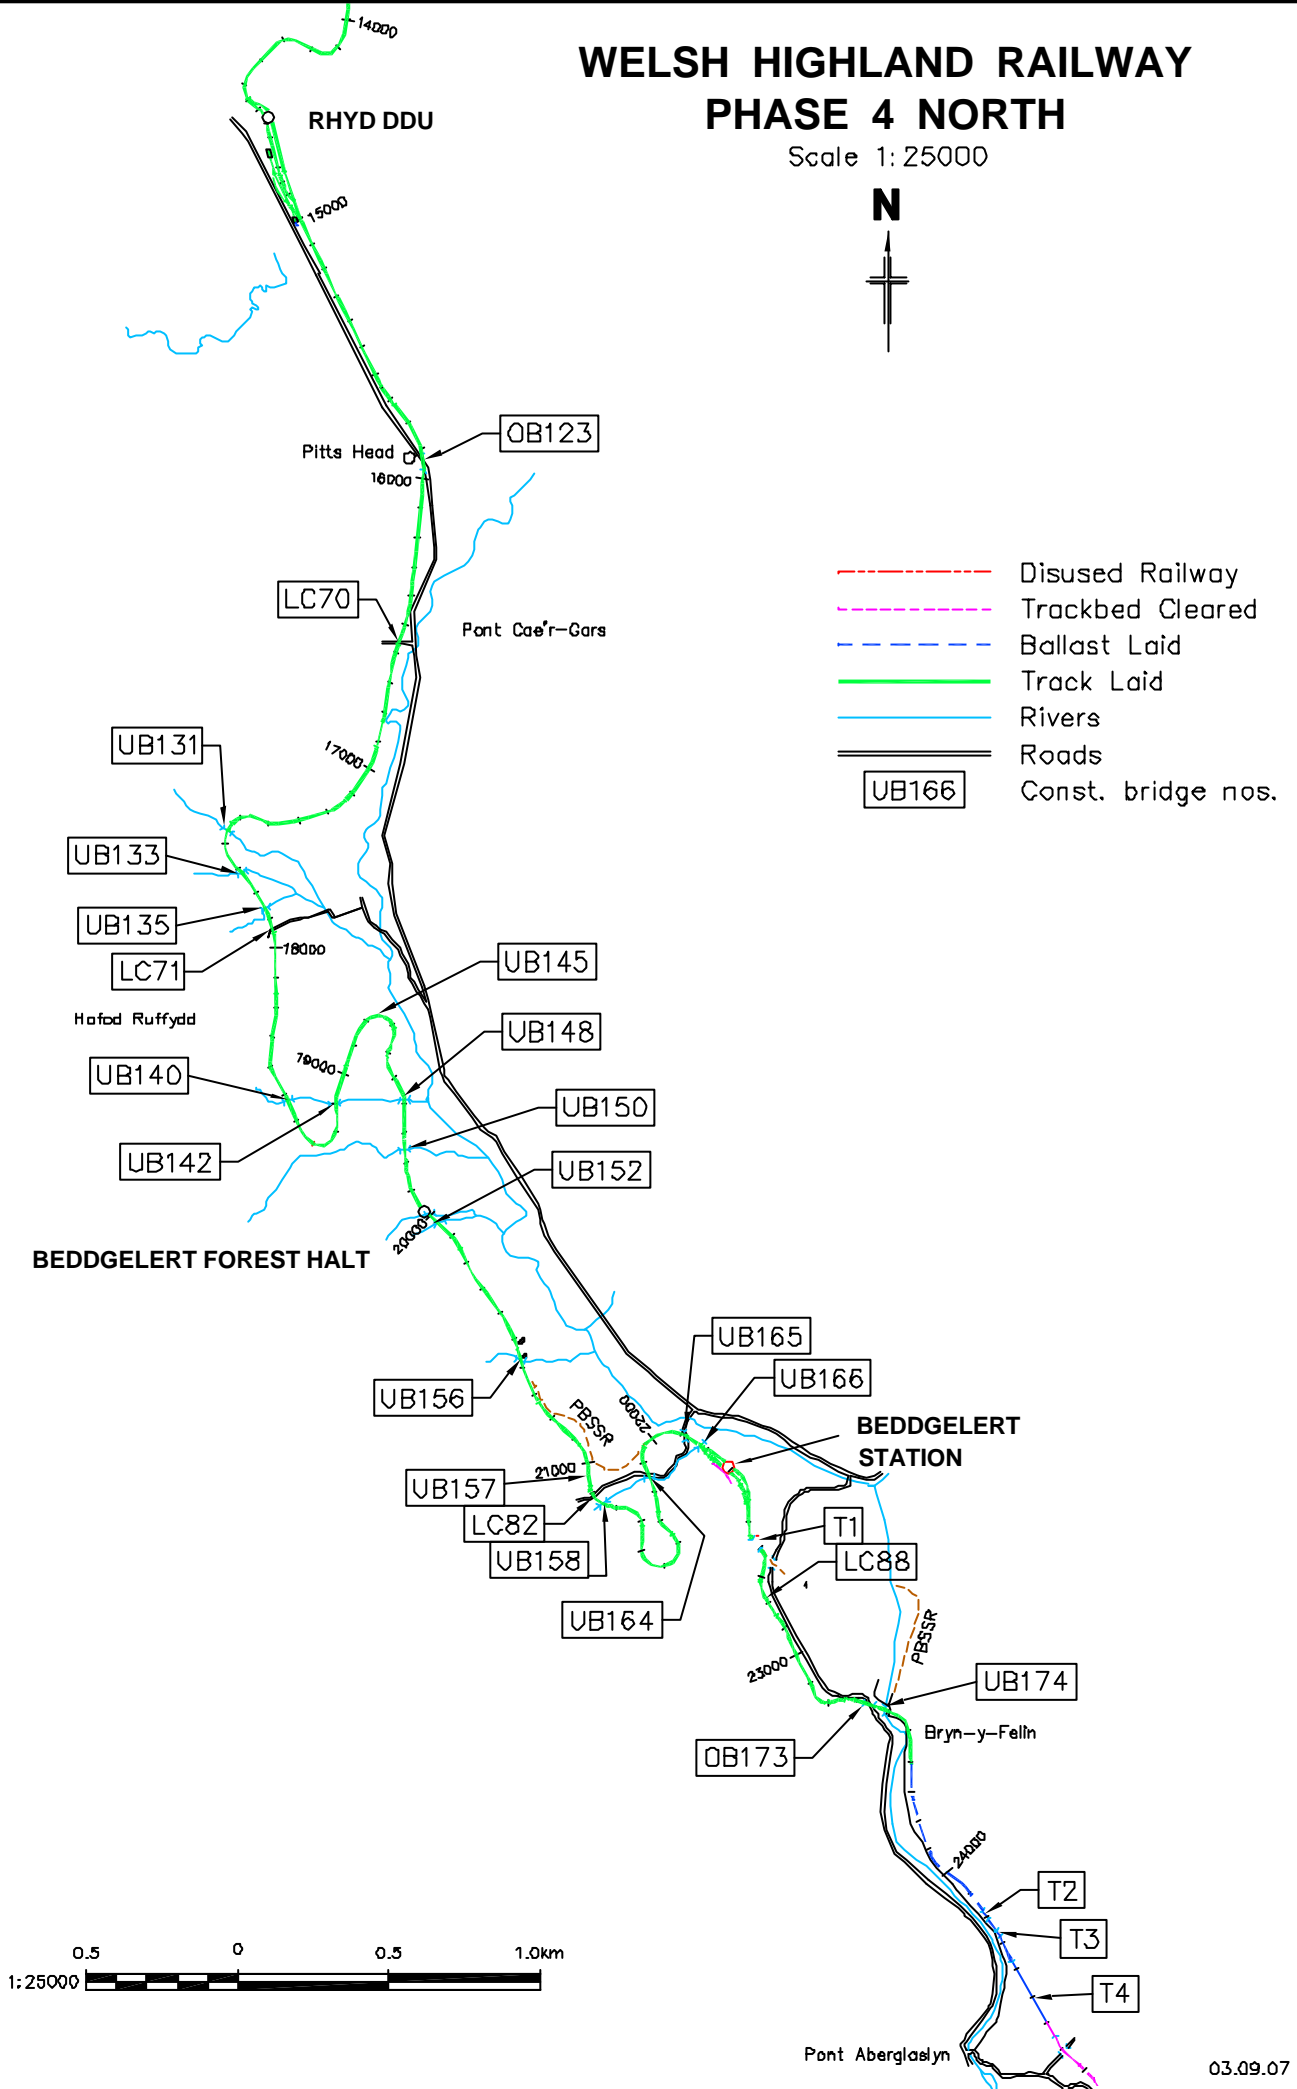 14000
WELSH HIGHLAND RAILWAY
PHASE 4 NORTH
Scale 1:25000
N
RHYD DDU
15000
OB123
Pitts Head
16000
LC70
Pont Cae'r-Gars
Disused Railway
Trackbed Cleared
Ballast Laid
Track Laid
Rivers
Roads
UB166
Const. bridge nos.
17000
UB131
UB133
UB135
LC71
18000
UB145
Hafod Ruffydd
UB148
19000
UB140
UB150
UB142
UB152
20000
BEDDGELERT FOREST HALT
UB165
UB166
UB156
PBSSR
22000
BEDDGELERT
STATION
21000
UB157
LC82
UB158
T1
LC88
UB164
PBSSR
23000
UB174
Bryn-y-Felin
OB173
24000
T2
T3
T4
0.5
0
0.5
1.0km
1:25000
Pont Aberglaslyn
03.09.07